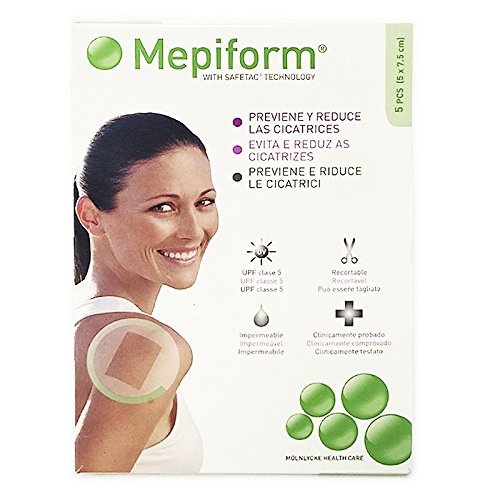 Mepiform®
WITH SAFETAC® TECHNOLOGY
5 PCS (5 x 7.5 cm)
PREVIENE Y REDUCE
LAS CICATRICES
EVITA E REDUZ AS
CICATRIZES
PREVIENE E RIDUCE
LE CICATRICI
UV
UPF clase 5
UPF classe 5
UPF classe 5
Recortable
Recortável
Può essere tagliato
Impermeable
Impermeável
Impermeabile
Clínicamente probado
Clinicamente comprovado
Clinicamente testato
MÖLNLYCKE HEALTH CARE